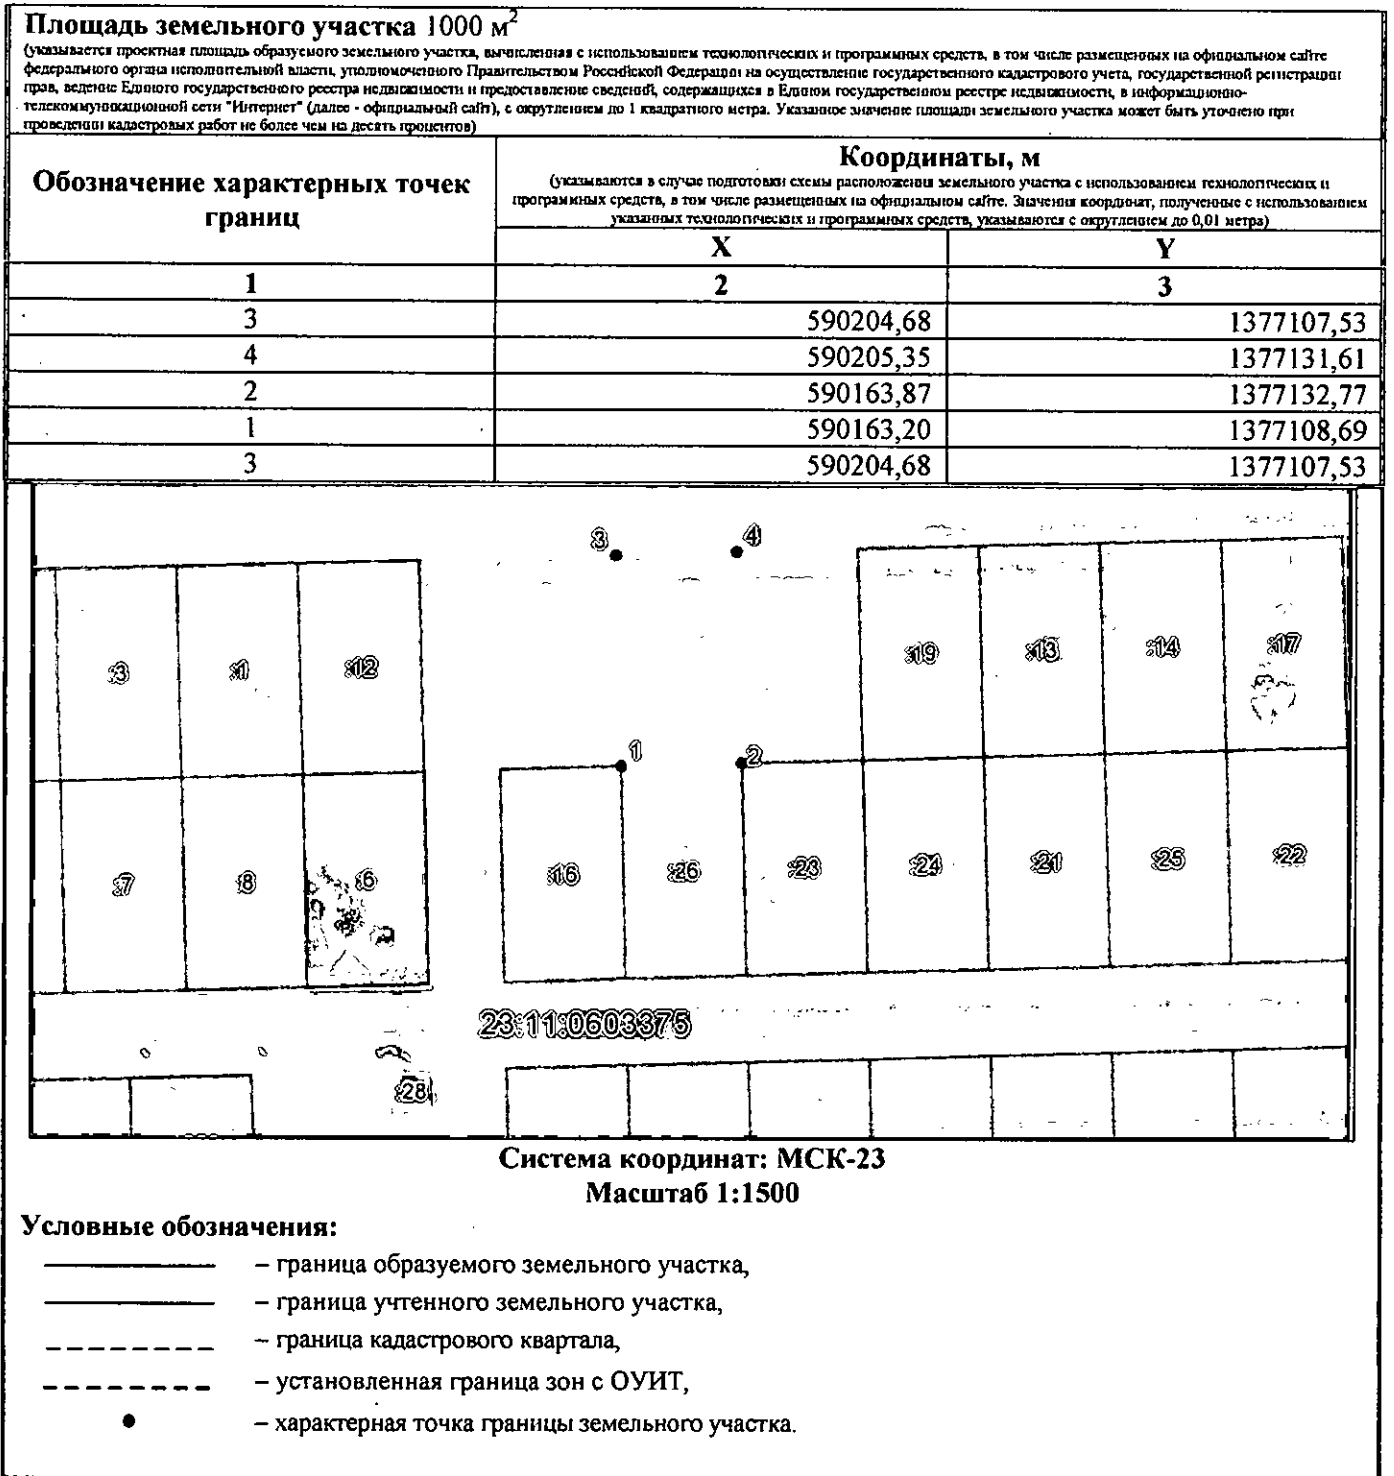 Площадь земельного участка 1000 м²
(указывается проектная площадь образуемого земельного участка, вычисленная с использованием технологических и программных средств, в том числе размещенных на официальном сайте
федерального органа исполнительной власти, уполномоченного Правительством Российской Федерации на осуществление государственного кадастрового учета, государственной регистрации
прав, ведение Единого государственного реестра недвижимости и предоставление сведений, содержащихся в Едином государственном реестре недвижимости, в информационно-
телекоммуникационной сети "Интернет" (далее - официальный сайт), с округлением до 1 квадратного метра. Указанное значение площади земельного участка может быть уточнено при
проведении кадастровых работ не более чем на десять процентов)
Обозначение характерных точек
границ
Координаты, м
(указываются в случае подготовки схемы расположения земельного участка с использованием технологических и
программных средств, в том числе размещенных на официальном сайте. Значения координат, полученные с использованием
указанных технологических и программных средств, указываются с округлением до 0,01 метра)
X Y
1 2 3
3 590204,68 1377107,53
4 590205,35 1377131,61
2 590163,87 1377132,77
1 590163,20 1377108,69
3 590204,68 1377107,53
3 4
:3 :1 :12 :19 :13 :14 :17
1 2
:7 :8 :6 :16 :26 :23 :24 :21 :25 :22
23:11:0603375
:28
Система координат: МСК-23
Масштаб 1:1500
Условные обозначения:
– граница образуемого земельного участка,
– граница учтенного земельного участка,
– граница кадастрового квартала,
– установленная граница зон с ОУИТ,
– характерная точка границы земельного участка.